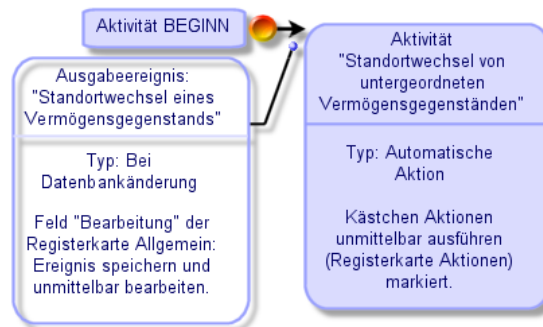 Aktivität BEGINN
Ausgabeereignis:
"Standortwechsel eines
Vermögensgegenstands"
Typ: Bei
Datenbankänderung
Feld "Bearbeitung" der
Registerkarte Allgemein:
Ereignis speichern und
unmittelbar bearbeiten.
Aktivität
"Standortwechsel von
untergeordneten
Vermögensgegenständen"
Typ: Automatische
Aktion
Kästchen Aktionen
unmittelbar ausführen
(Registerkarte Aktionen)
markiert.